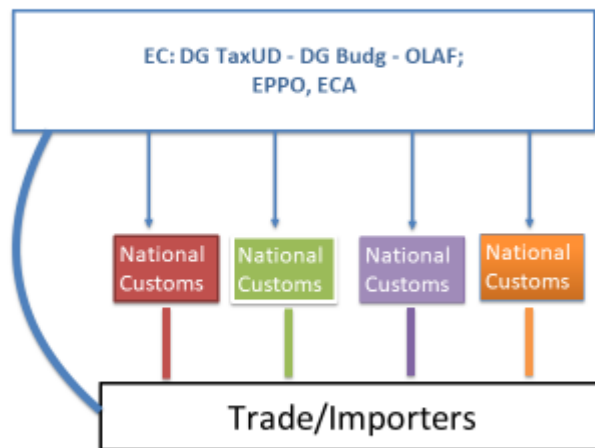 EC: DG TaxUD - DG Budg - OLAF;
EPPO, ECA
National
Customs
National
Customs
National
Customs
National
Customs
Trade/Importers